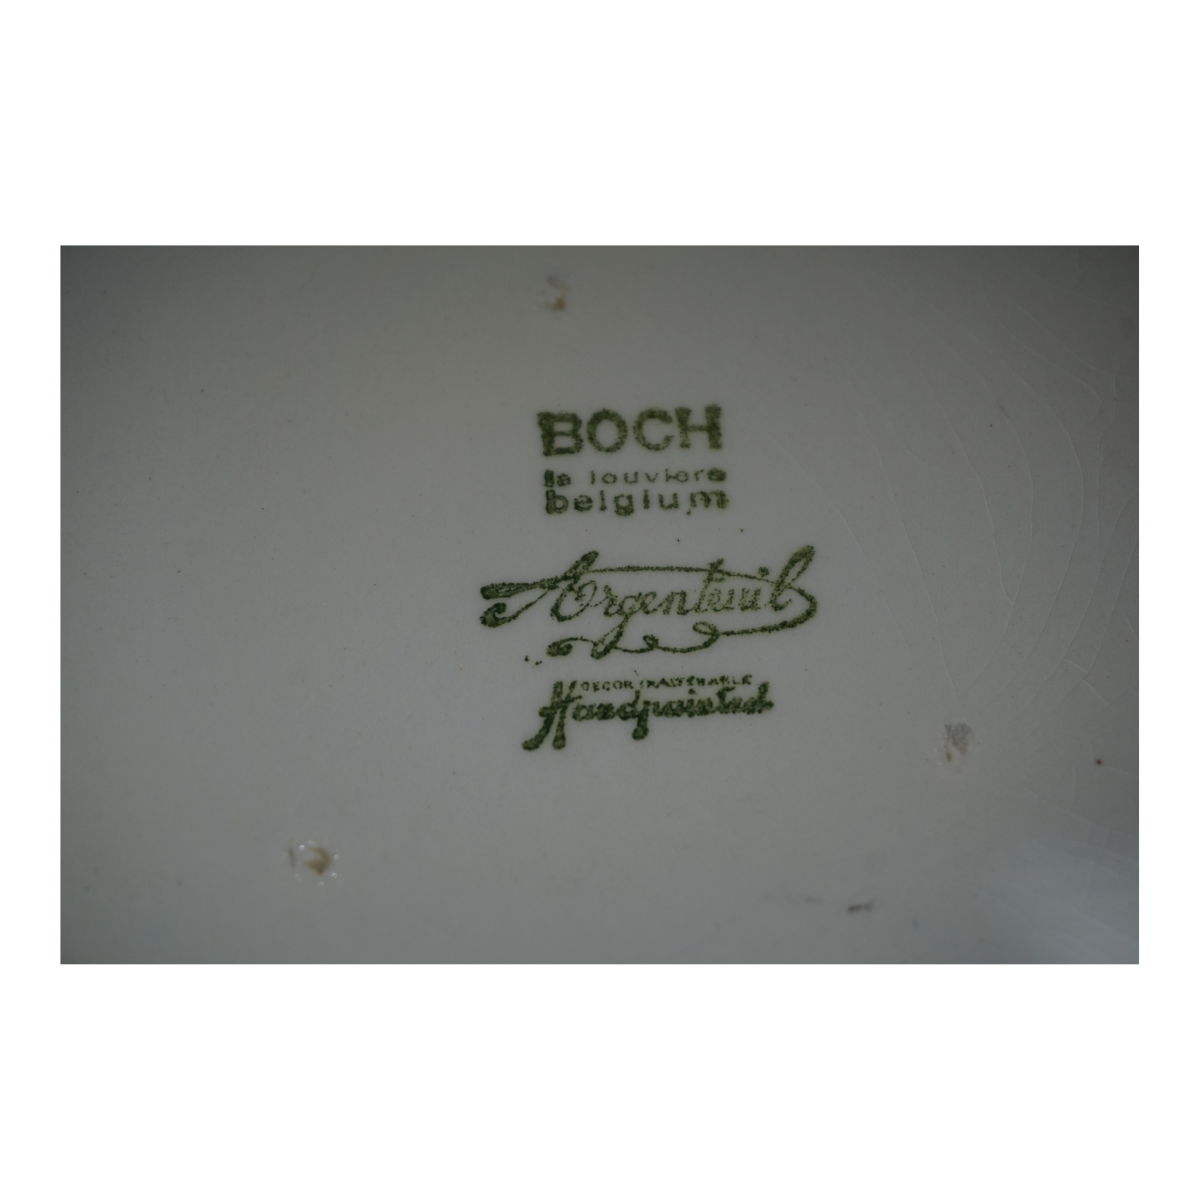 BOCH
la louviere
belgium
Argenteuil
DECOR INALTERABLE
Handpainted